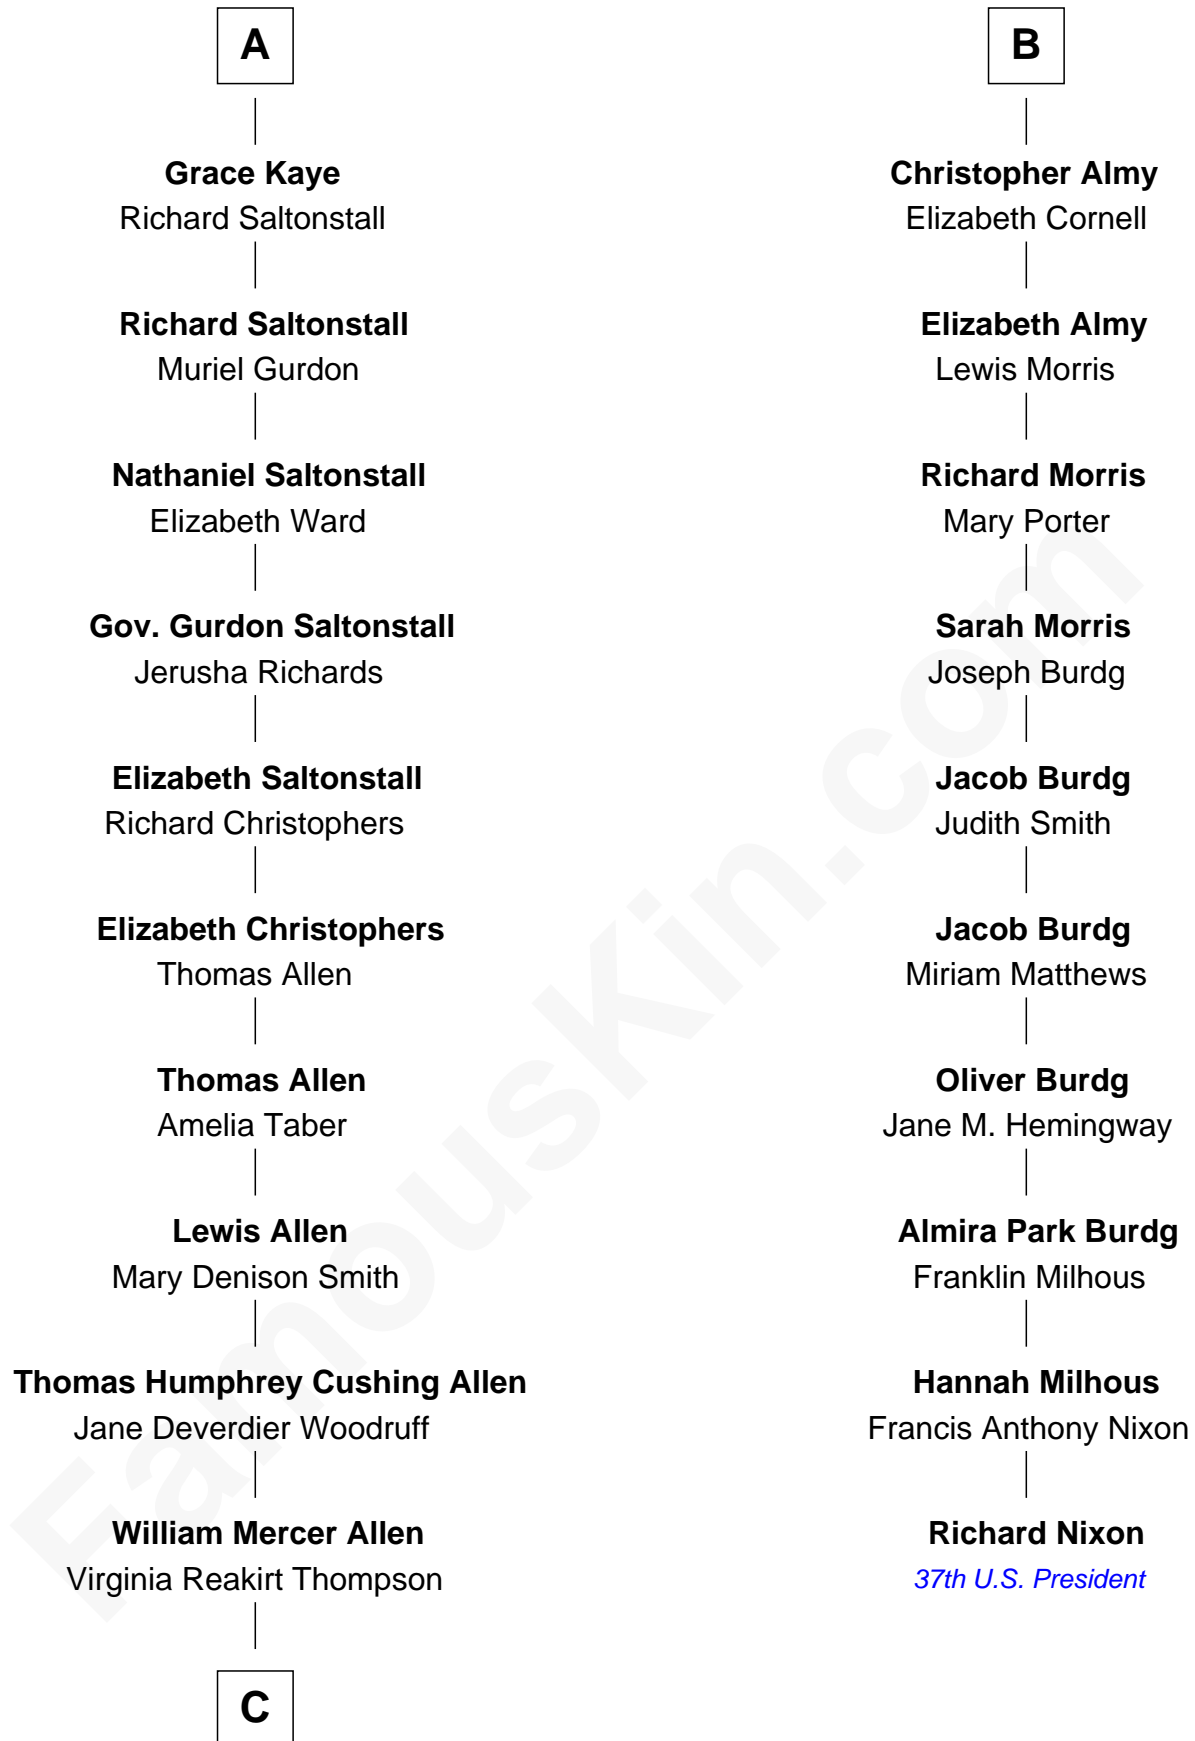 A
Grace Kaye
Richard Saltonstall
Richard Saltonstall
Muriel Gurdon
Nathaniel Saltonstall
Elizabeth Ward
Gov. Gurdon Saltonstall
Jerusha Richards
Elizabeth Saltonstall
Richard Christophers
Elizabeth Christophers
Thomas Allen
Thomas Allen
Amelia Taber
Lewis Allen
Mary Denison Smith
Thomas Humphrey Cushing Allen
Jane Deverdier Woodruff
William Mercer Allen
Virginia Reakirt Thompson
C
B
Christopher Almy
Elizabeth Cornell
Elizabeth Almy
Lewis Morris
Richard Morris
Mary Porter
Sarah Morris
Joseph Burdg
Jacob Burdg
Judith Smith
Jacob Burdg
Miriam Matthews
Oliver Burdg
Jane M. Hemingway
Almira Park Burdg
Franklin Milhous
Hannah Milhous
Francis Anthony Nixon
Richard Nixon
37th U.S. President
FamousKin.com